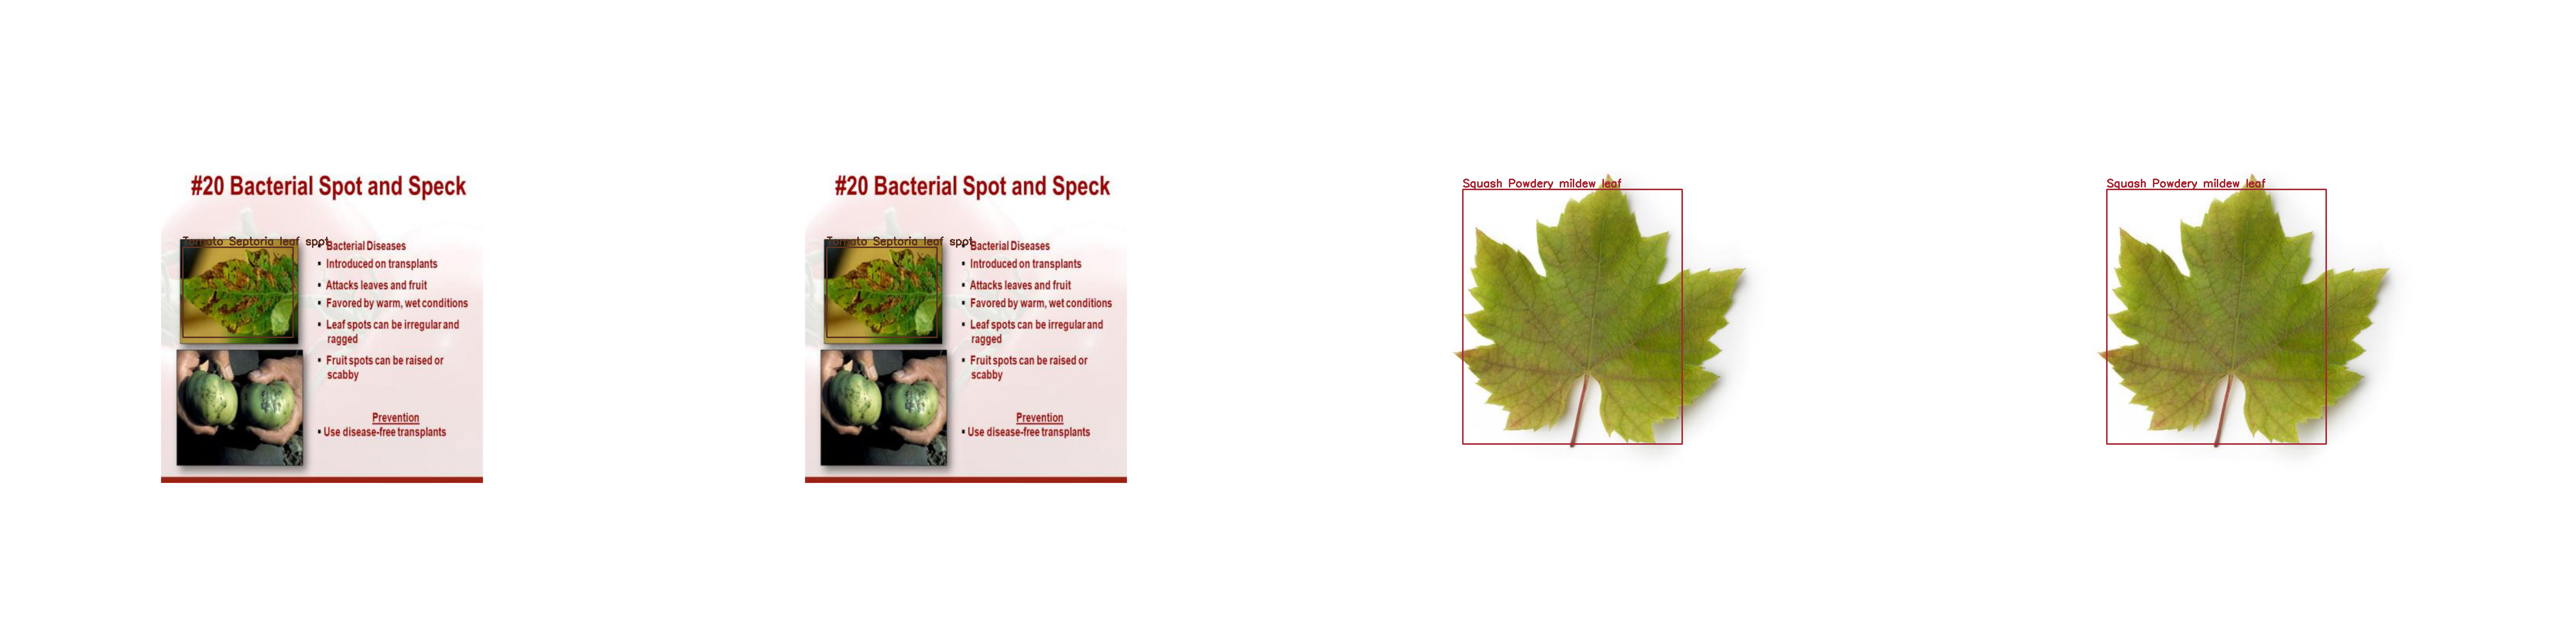 #20 Bacterial Spot and Speck
Tomato Septoria leaf spot
▪ Bacterial Diseases
▪ Introduced on transplants
▪ Attacks leaves and fruit
▪ Favored by warm, wet conditions
▪ Leaf spots can be irregular and
ragged
▪ Fruit spots can be raised or
scabby
Prevention
▪ Use disease-free transplants
#20 Bacterial Spot and Speck
Tomato Septoria leaf spot
▪ Bacterial Diseases
▪ Introduced on transplants
▪ Attacks leaves and fruit
▪ Favored by warm, wet conditions
▪ Leaf spots can be irregular and
ragged
▪ Fruit spots can be raised or
scabby
Prevention
▪ Use disease-free transplants
Squash Powdery mildew leaf
Squash Powdery mildew leaf